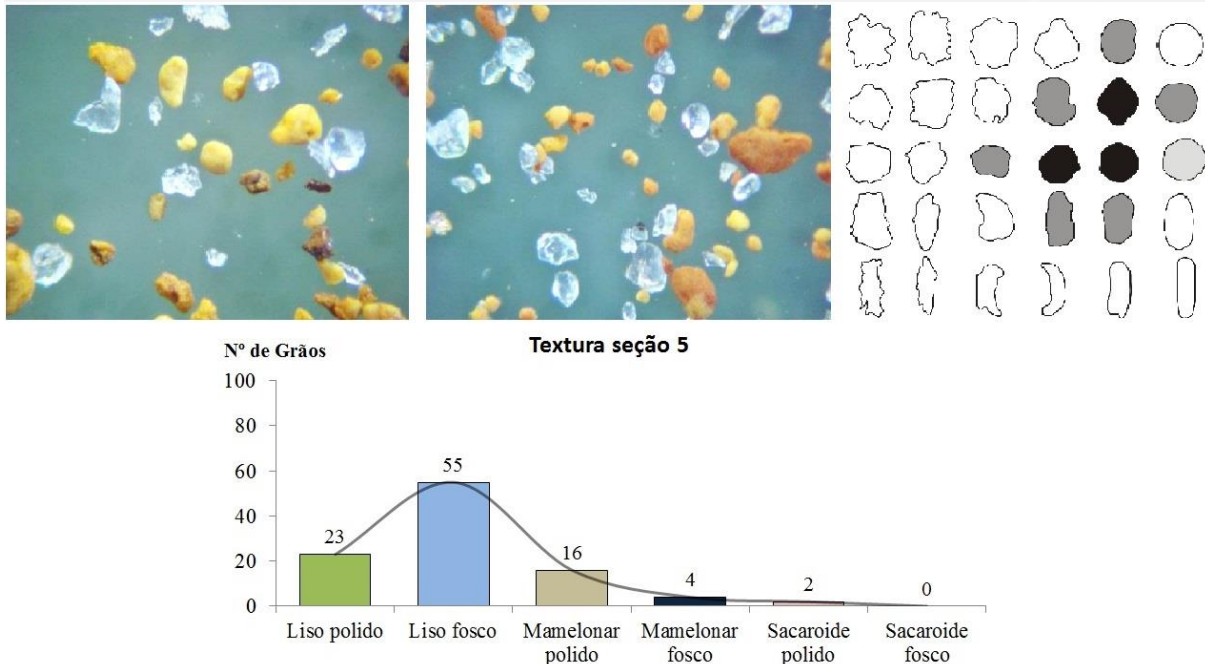 Nº de Grãos
Textura seção 5
100
80
60
40
20
0
23
55
16
4
2
0
Liso polido
Liso fosco
Mamelonar polido
Mamelonar fosco
Sacaroide polido
Sacaroide fosco